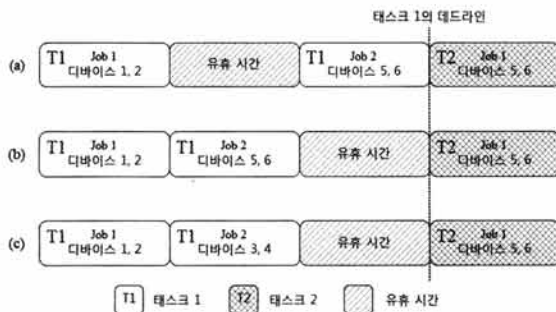 태스크 1의 데드라인
(a)
T1 Job 1
디바이스 1, 2
유휴 시간
T1 Job 2
디바이스 5, 6
T2 Job 1
디바이스 5, 6
(b)
T1 Job 1
디바이스 1, 2
T1 Job 2
디바이스 5, 6
유휴 시간
T2 Job 1
디바이스 5, 6
(c)
T1 Job 1
디바이스 1, 2
T1 Job 2
디바이스 3, 4
유휴 시간
T2 Job 1
디바이스 5, 6
T1 태스크 1
T2 태스크 2
유휴 시간